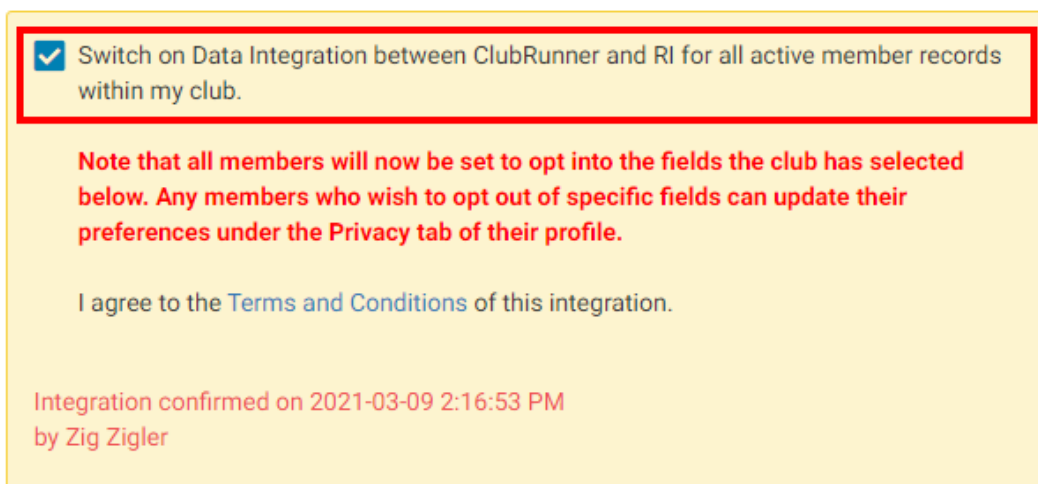 Switch on Data Integration between ClubRunner and RI for all active member records
within my club.
Note that all members will now be set to opt into the fields the club has selected
below. Any members who wish to opt out of specific fields can update their
preferences under the Privacy tab of their profile.
I agree to the Terms and Conditions of this integration.
Integration confirmed on 2021-03-09 2:16:53 PM
by Zig Zigler